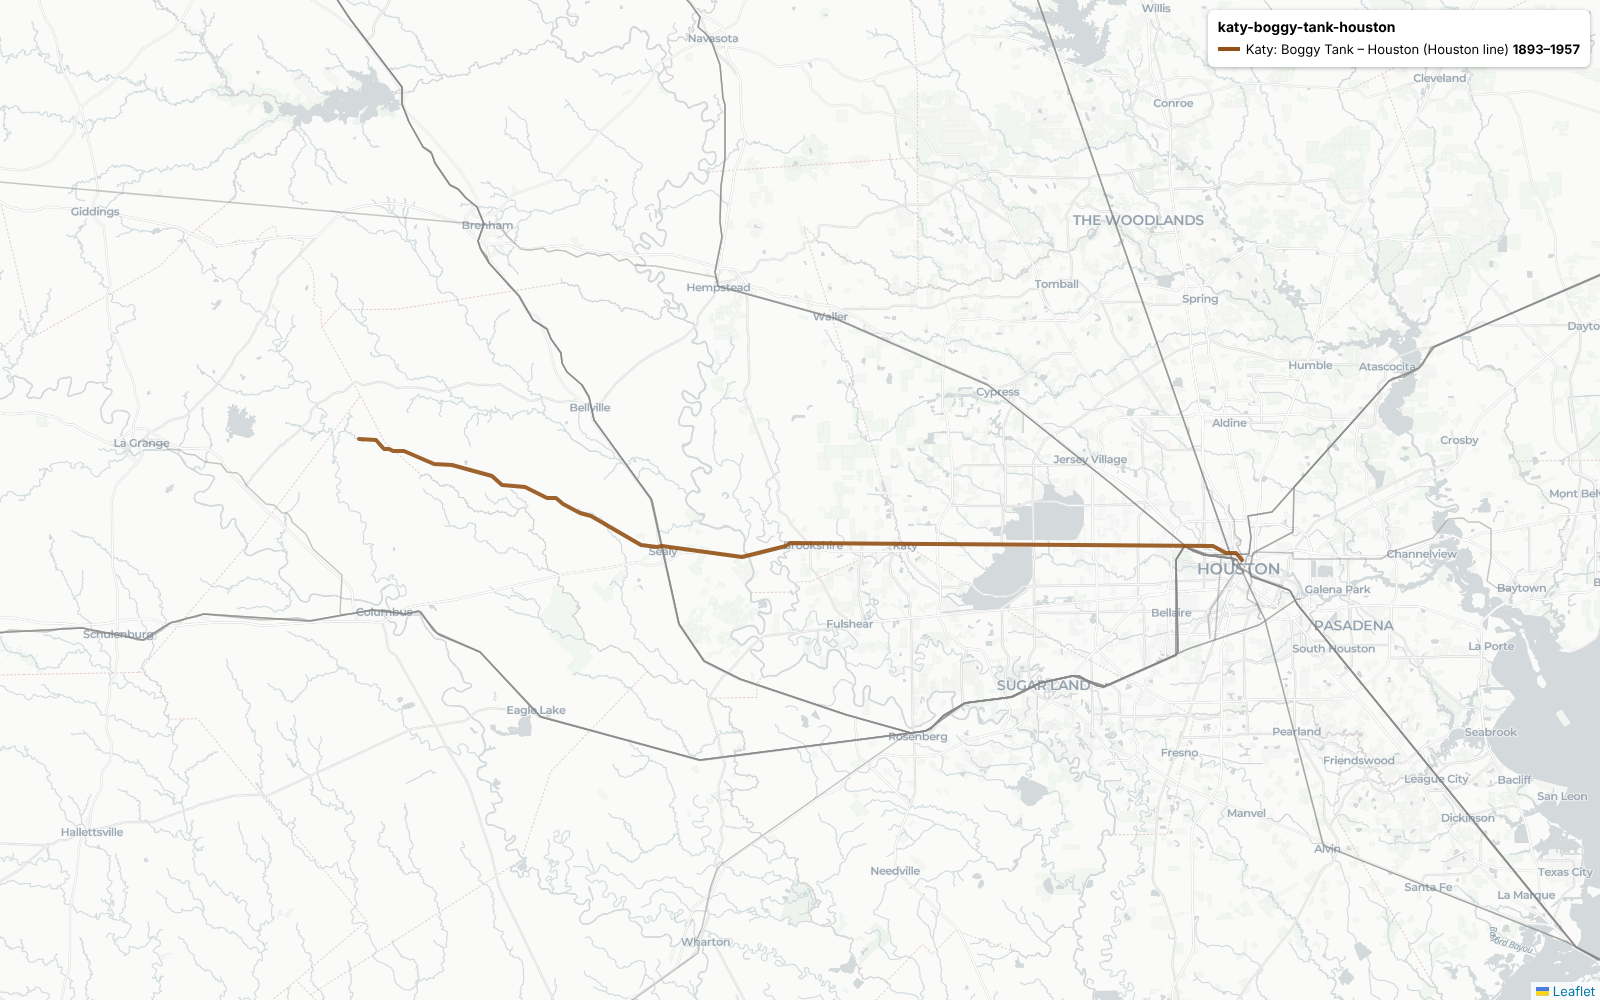 katy-boggy-tank-houston
Katy: Boggy Tank – Houston (Houston line) 1893–1957
Willis
Navasota
Cleveland
Conroe
Giddings
THE WOODLANDS
Brenham
Tomball
Hempstead
Spring
Waller
Dayto
Humble
Atascocita
Cypress
Bellville
Aldine
La Grange
Crosby
Jersey Village
Mont Belv
Sealy
Brookshire
Katy
Channelview
HOUSTON
Galena Park
Baytown
B
Columbus
Bellaire
Fulshear
PASADENA
Schulenburg
South Houston
La Porte
SUGAR LAND
Eagle Lake
Rosenberg
Pearland
Seabrook
Fresno
Friendswood
League City
Bacliff
San Leon
Manvel
Dickinson
Hallettsville
Alvin
Needville
Texas City
Santa Fe
La Marque
Wharton
Basford Bayou
Leaflet